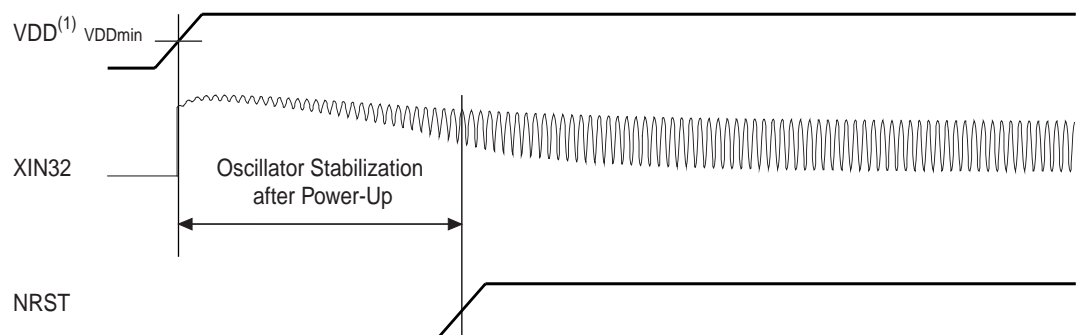 VDD(1) VDDmin
XIN32
Oscillator Stabilization
after Power-Up
NRST